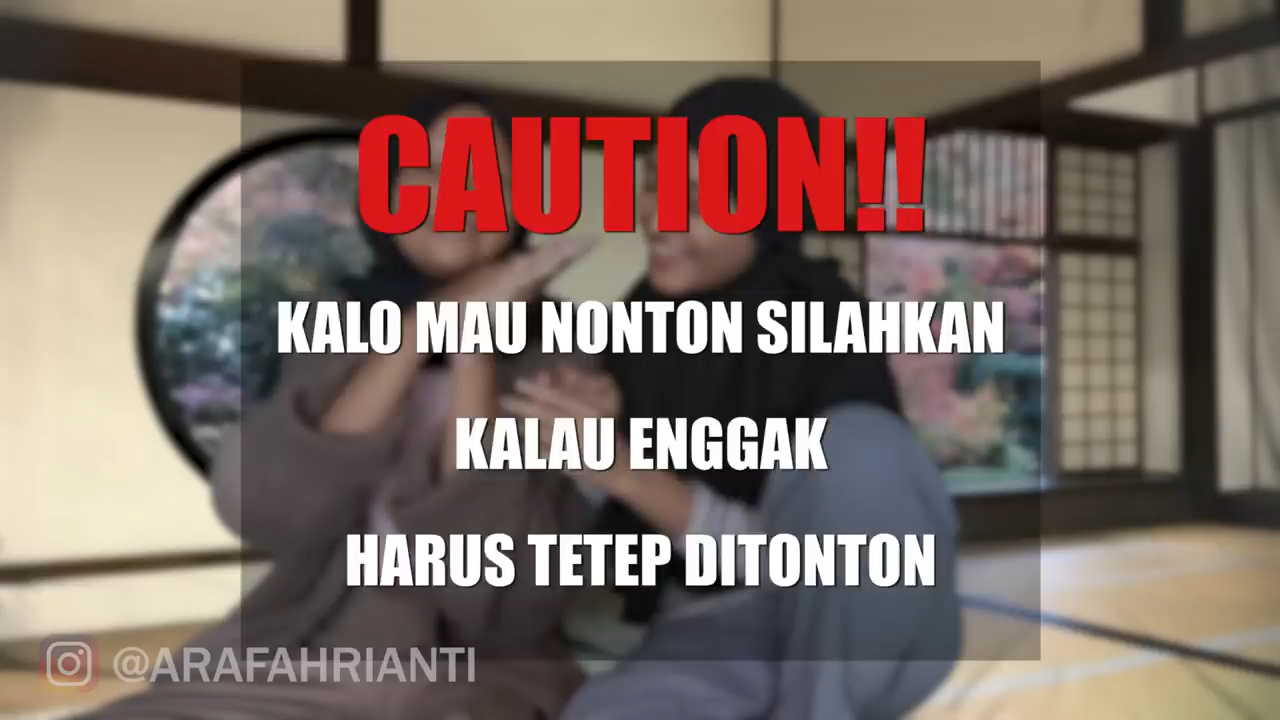 CAUTION!!
KALO MAU NONTON SILAHKAN
KALAU ENGGAK
HARUS TETEP DITONTON
@ARAFAHRIANTI